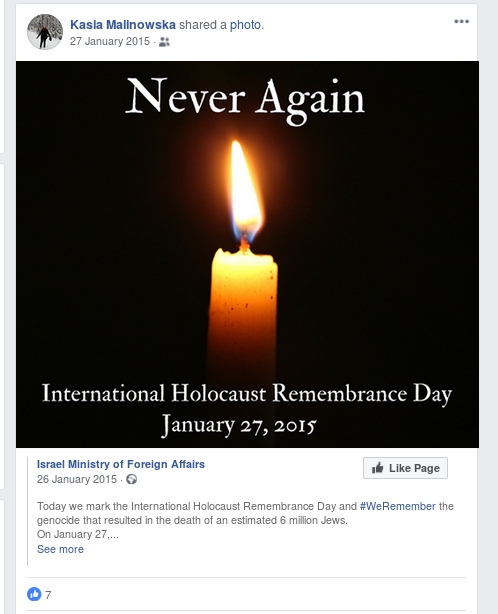 Kasia Malinowska shared a photo.
27 January 2015 ·
Never Again
International Holocaust Remembrance Day
January 27, 2015
Israel Ministry of Foreign Affairs
26 January 2015 ·
Like Page
Today we mark the International Holocaust Remembrance Day and #WeRemember the
genocide that resulted in the death of an estimated 6 million Jews.
On January 27,...
See more
7